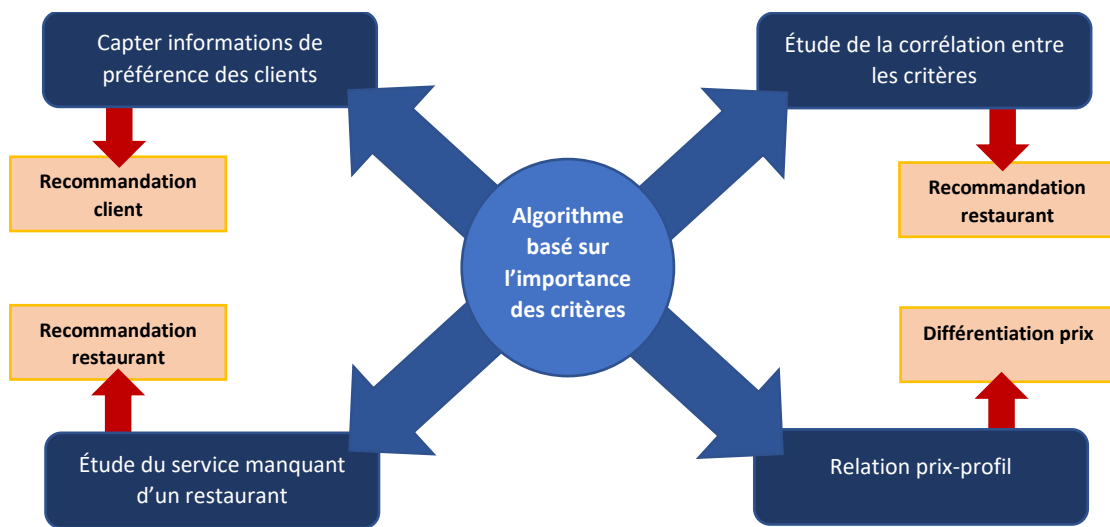 Capter informations de
préférence des clients
Étude de la corrélation entre
les critères
Recommandation
client
Recommandation
restaurant
Algorithme
basé sur
l’importance
des critères
Recommandation
restaurant
Différentiation prix
Étude du service manquant
d’un restaurant
Relation prix-profil